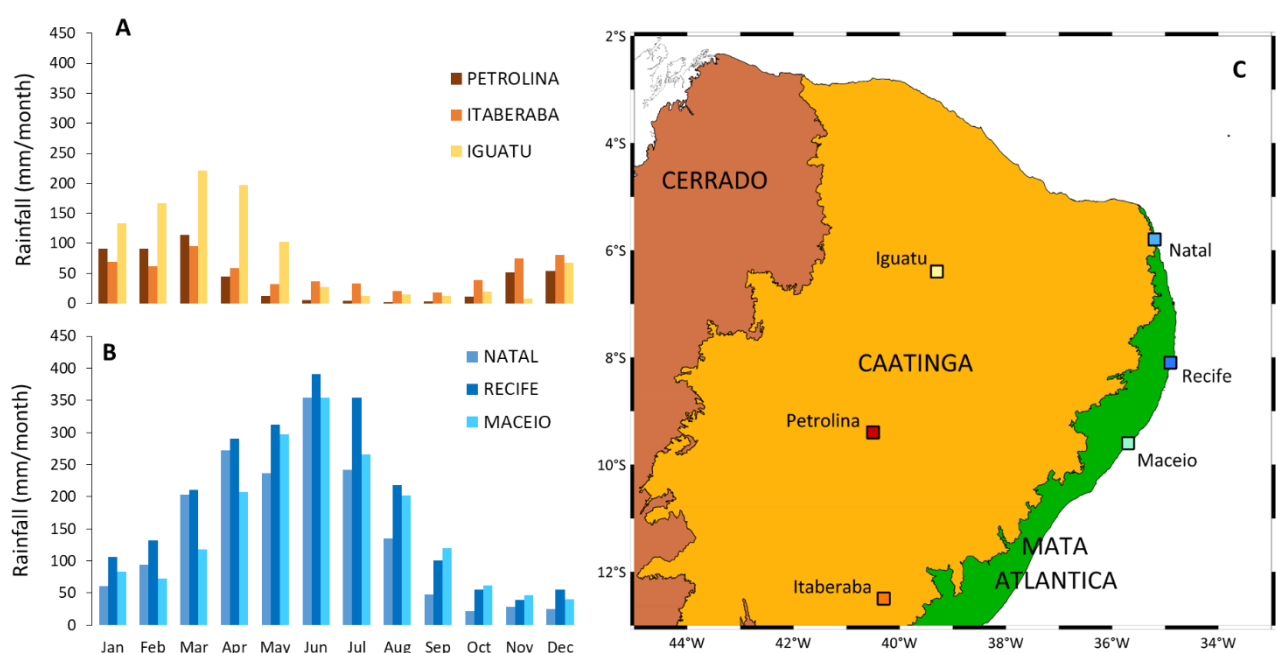 A
Rainfall (mm/month)
450
400
350
300
250
200
150
100
50
0
PETROLINA
ITABERABA
IGUATU
B
Rainfall (mm/month)
450
400
350
300
250
200
150
100
50
0
NATAL
RECIFE
MACEIO
Jan Feb Mar Apr May Jun Jul Aug Sep Oct Nov Dec
C
2°S
4°S
6°S
8°S
10°S
12°S
CERRADO
Iguatu
Natal
CAATINGA
Recife
Petrolina
Maceio
MATA
ATLANTICA
Itaberaba
44°W 42°W 40°W 38°W 36°W 34°W